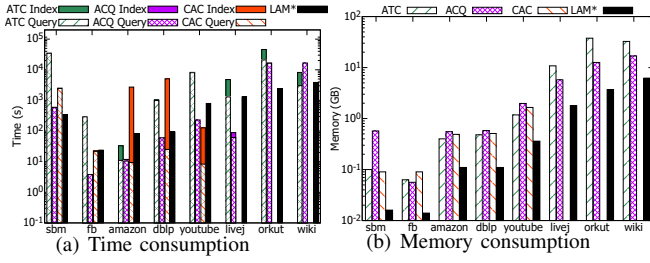 ATC Index ACQ Index CAC Index LAM*
ATC Query ACQ Query CAC Query
Time (s)
10^5
10^4
10^3
10^2
10^1
10^0
10^-1
sbm fb amazon dblp youtube livej orkut wiki
(a) Time consumption
ATC ACQ CAC LAM*
Memory (GB)
10^2
10^1
10^0
10^-1
10^-2
sbm fb amazon dblp youtube livej orkut wiki
(b) Memory consumption